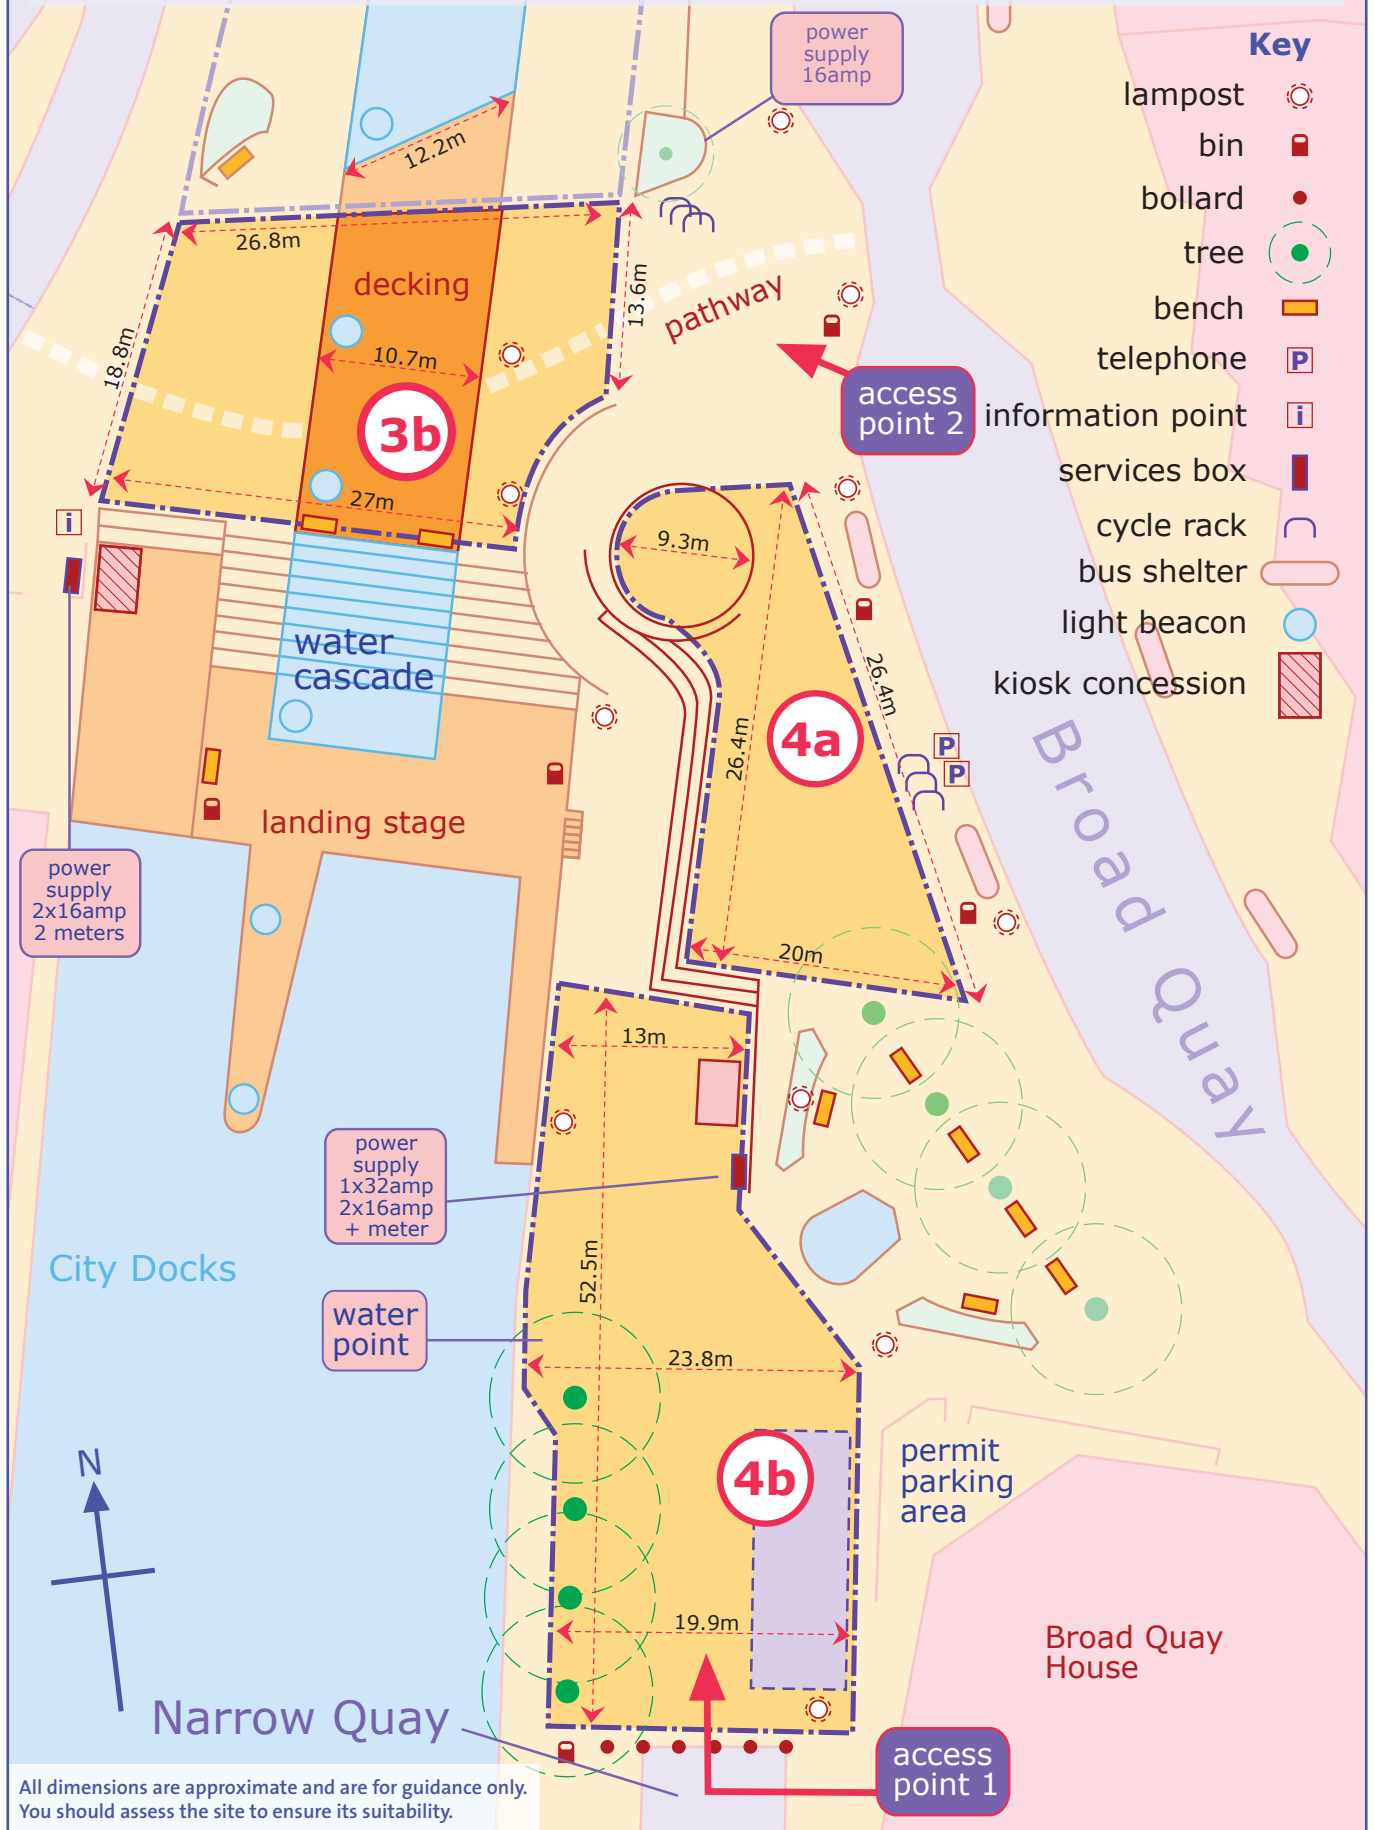 power
supply
16amp
Key
lampost
bin
bollard
tree
bench
P
telephone
i
information point
services box
cycle rack
bus shelter
light beacon
kiosk concession
12.2m
26.8m
decking
13.6m
pathway
18.8m
10.7m
access
point 2
3b
27m
i
9.3m
water
cascade
26.4m
26.4m
4a
P
P
Broad Quay
landing stage
power
supply
2x16amp
2 meters
20m
13m
power
supply
1x32amp
2x16amp
+ meter
52.5m
City Docks
water
point
23.8m
N
4b
permit
parking
area
19.9m
Broad Quay
House
Narrow Quay
access
point 1
All dimensions are approximate and are for guidance only.
You should assess the site to ensure its suitability.